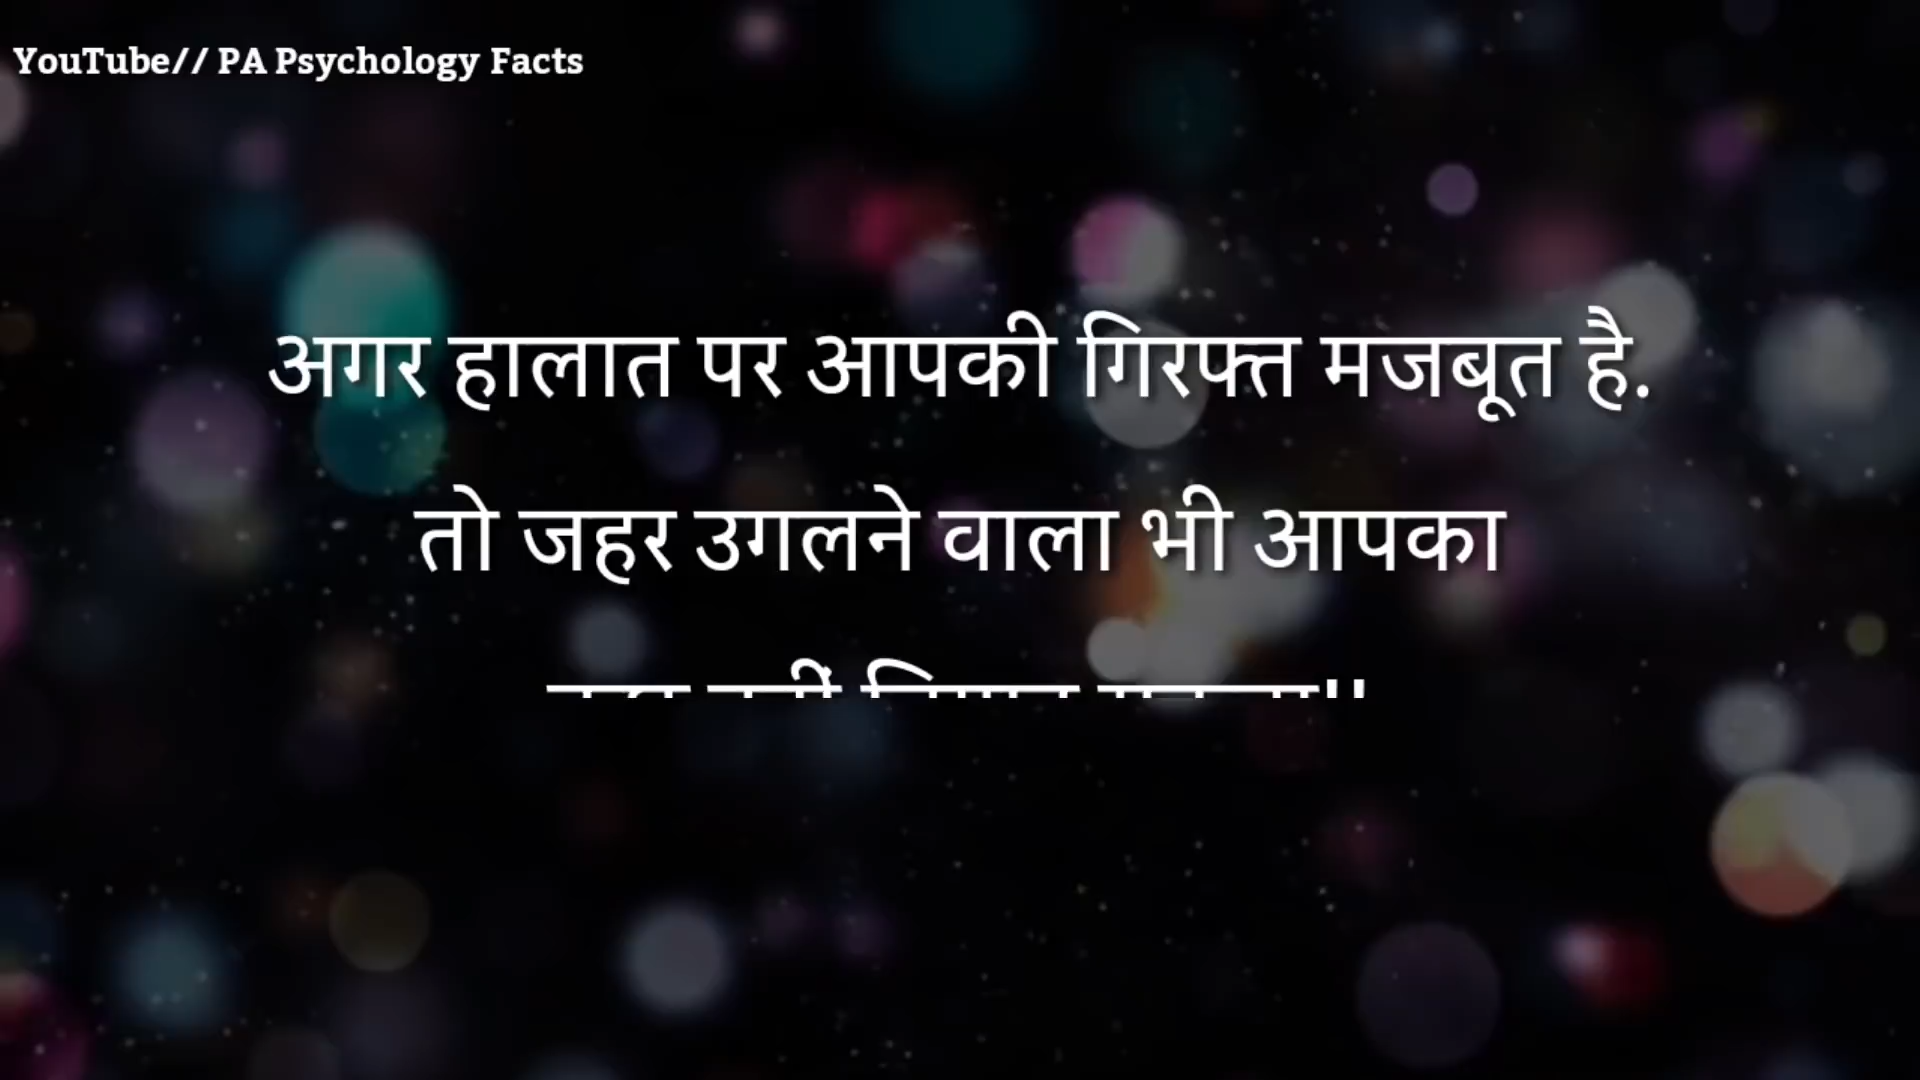 YouTube// PA Psychology Facts
अगर हालात पर आपकी गिरफ्त मजबूत है.
तो जहर उगलने वाला भी आपका